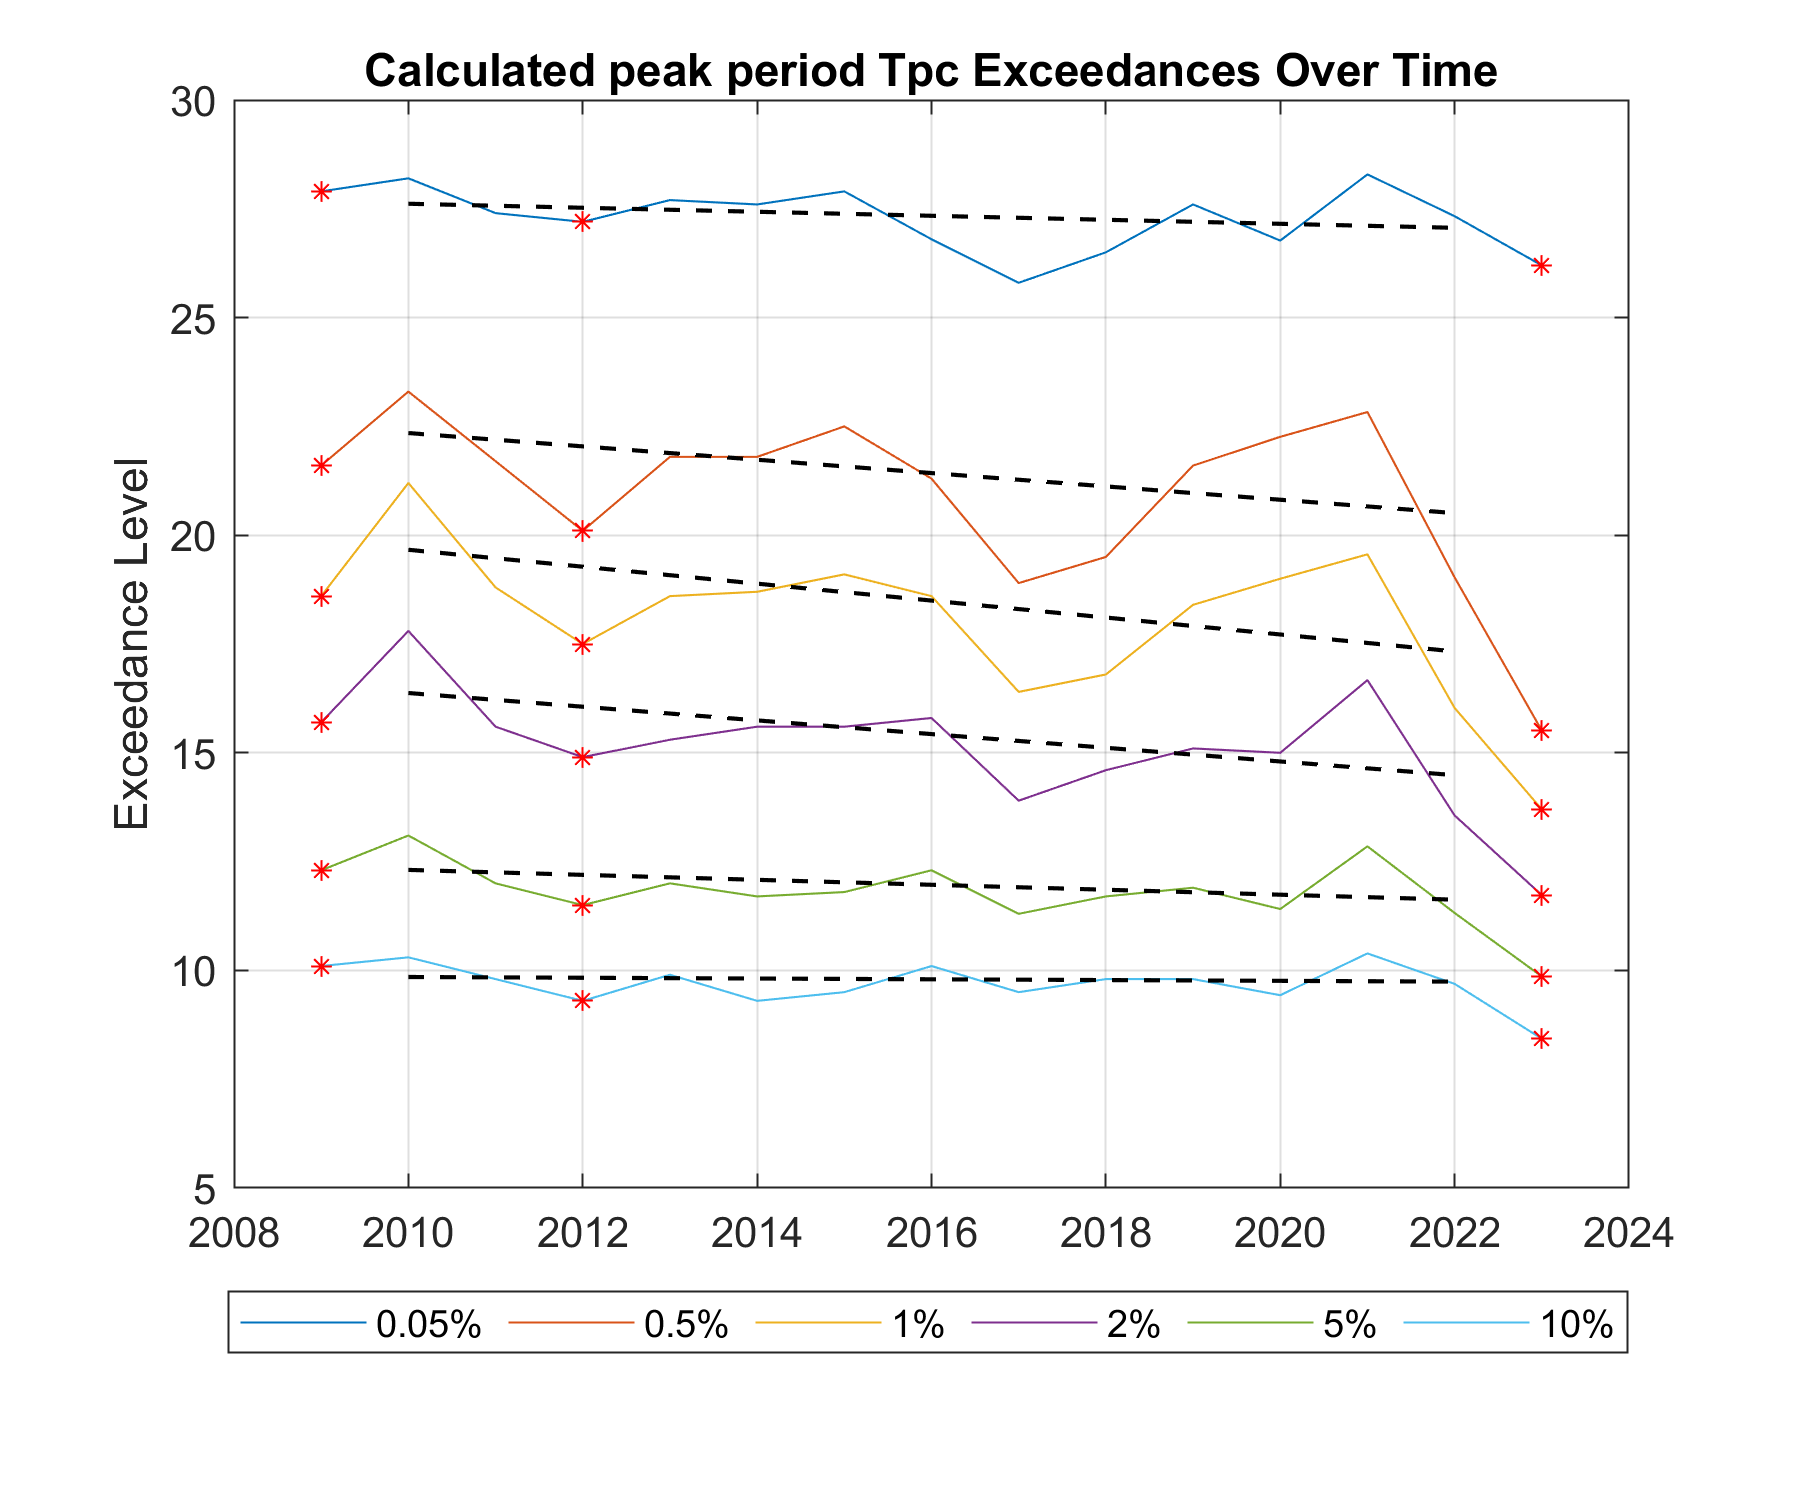 Calculated peak period Tpc Exceedances Over Time
30
25
20
15
10
5
Exceedance Level
2008 2010 2012 2014 2016 2018 2020 2022 2024
0.05% 0.5% 1% 2% 5% 10%